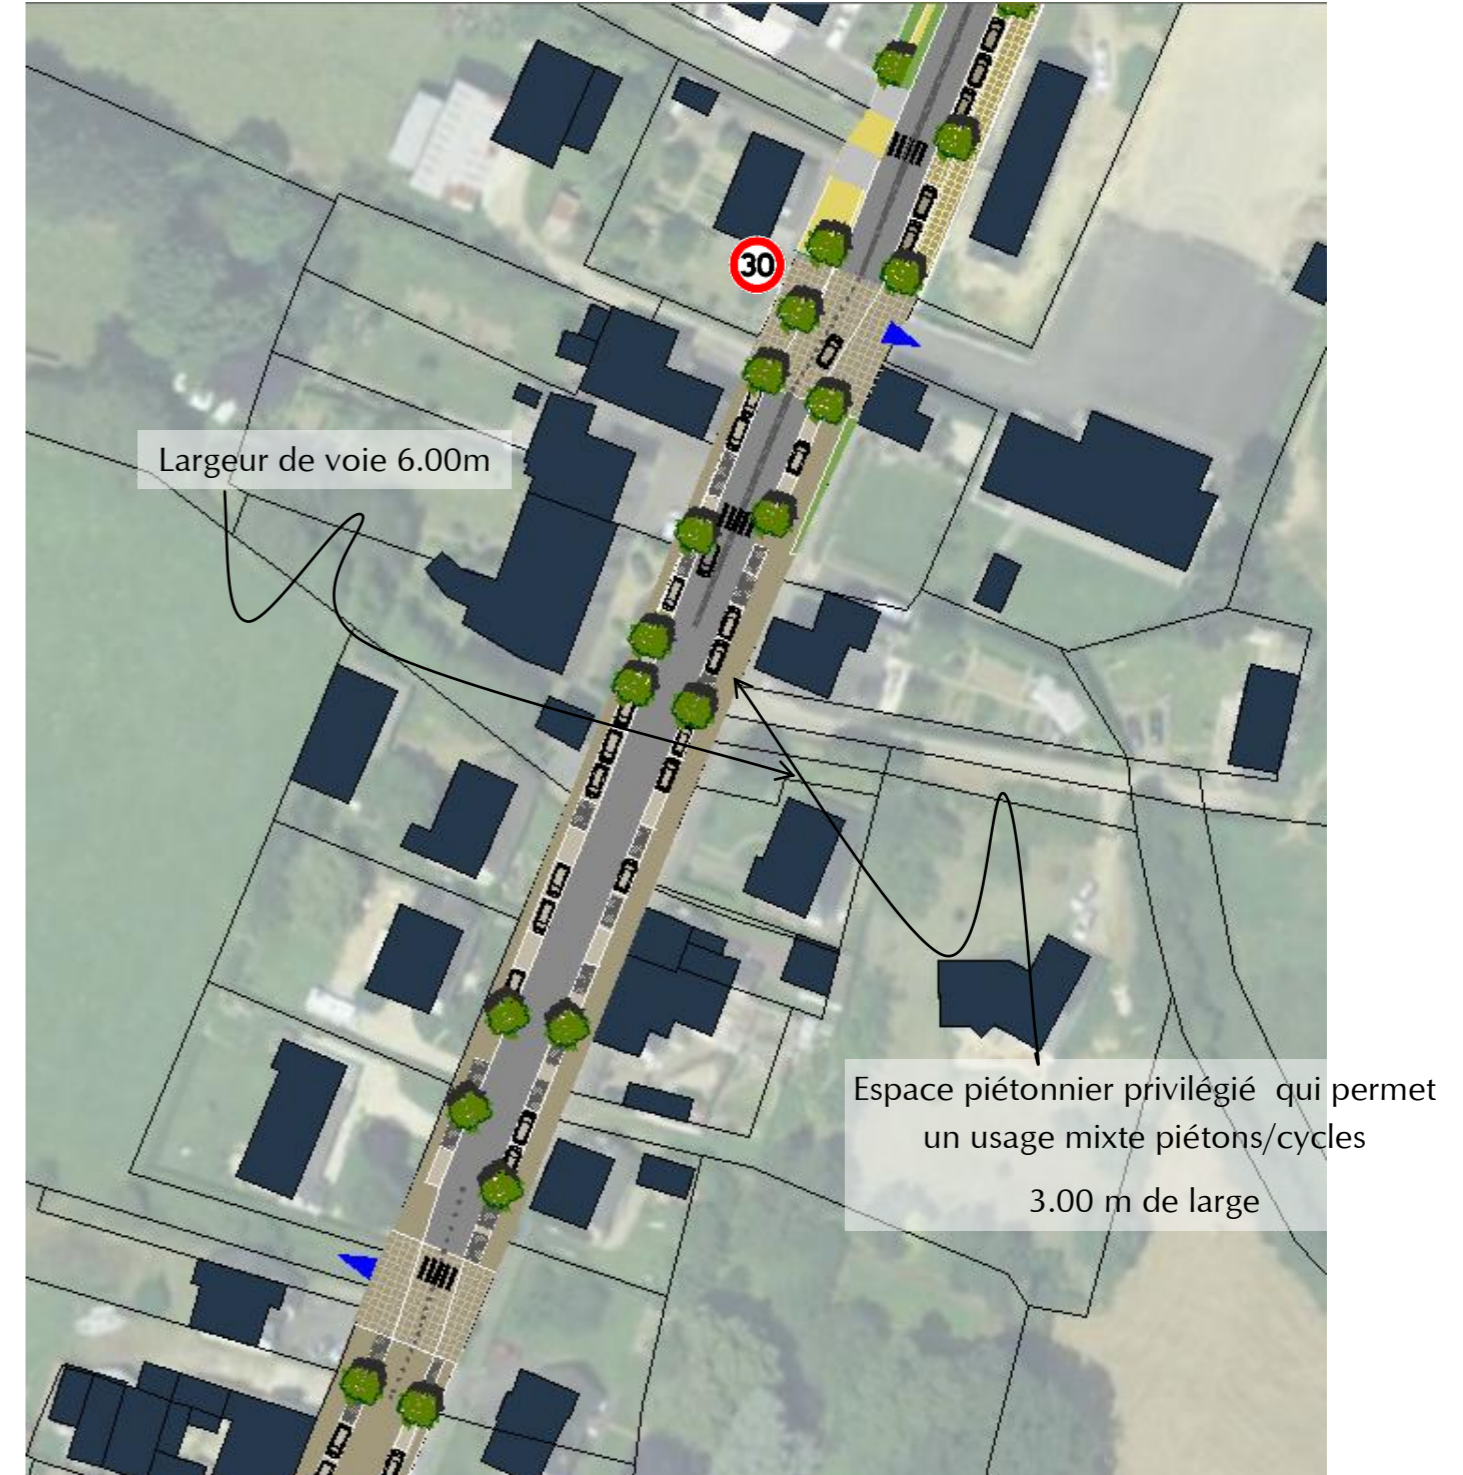 30
Largeur de voie 6.00m
Espace piétonnier privilégié qui permet
un usage mixte piétons/cycles
3.00 m de large